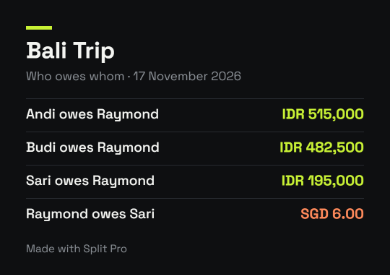 Bali Trip
Who owes whom · 17 November 2026
Andi owes Raymond IDR 515,000
Budi owes Raymond IDR 482,500
Sari owes Raymond IDR 195,000
Raymond owes Sari SGD 6.00
Made with Split Pro